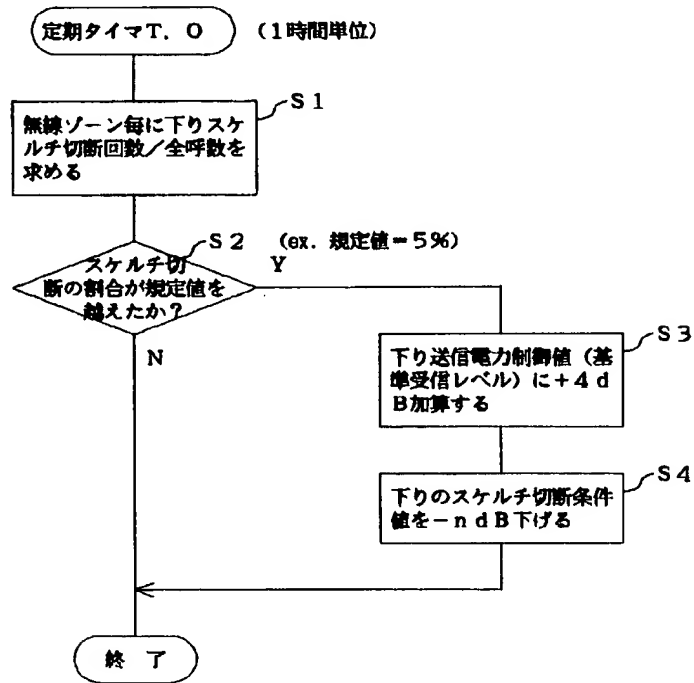 定期タイマT．O （1時間単位）
S1
無線ゾーン毎に下りスケ
ルチ切断回数／全呼数を
求める
S2 （ex．規定値＝5％）
スケルチ切
断の割合が規定値を
越えたか？
Y
N
S3
下り送信電力制御値（基
準受信レベル）に＋4d
B加算する
S4
下りのスケルチ切断条件
値を－ndB下げる
終 了